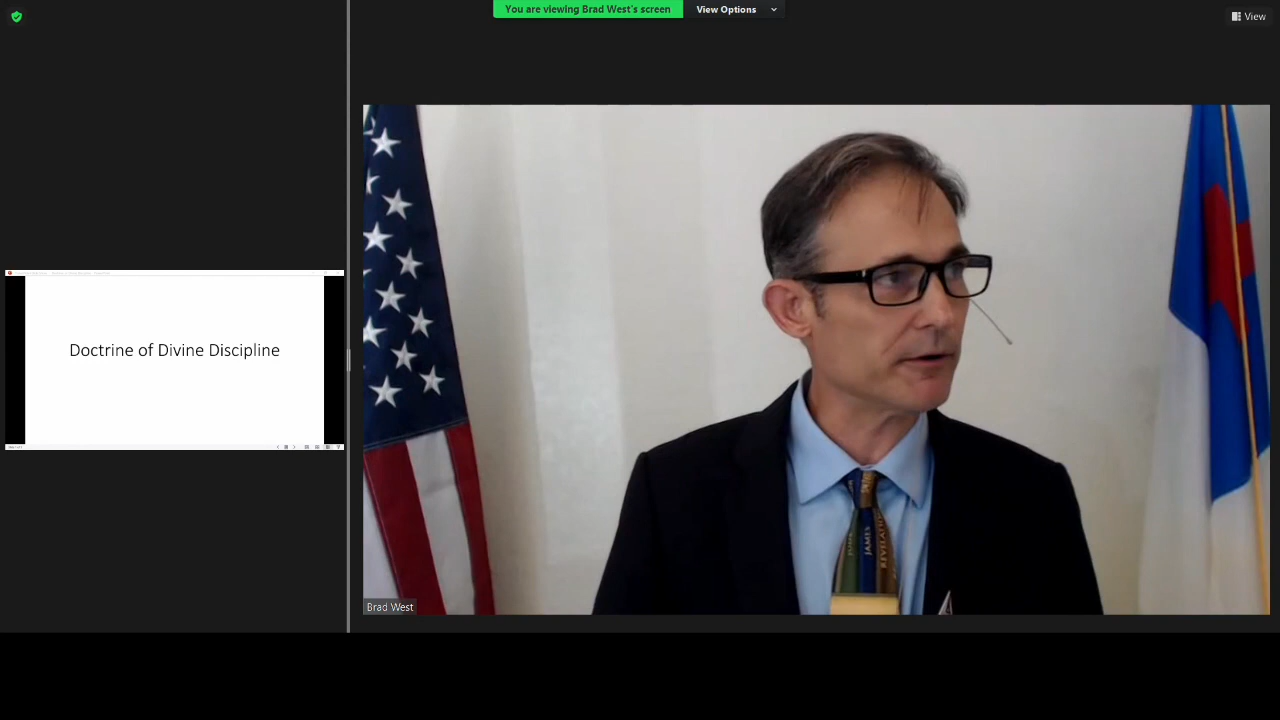 You are viewing Brad West's screen
View Options
View
Doctrine of Divine Discipline
JAMES
REVELATION
Brad West